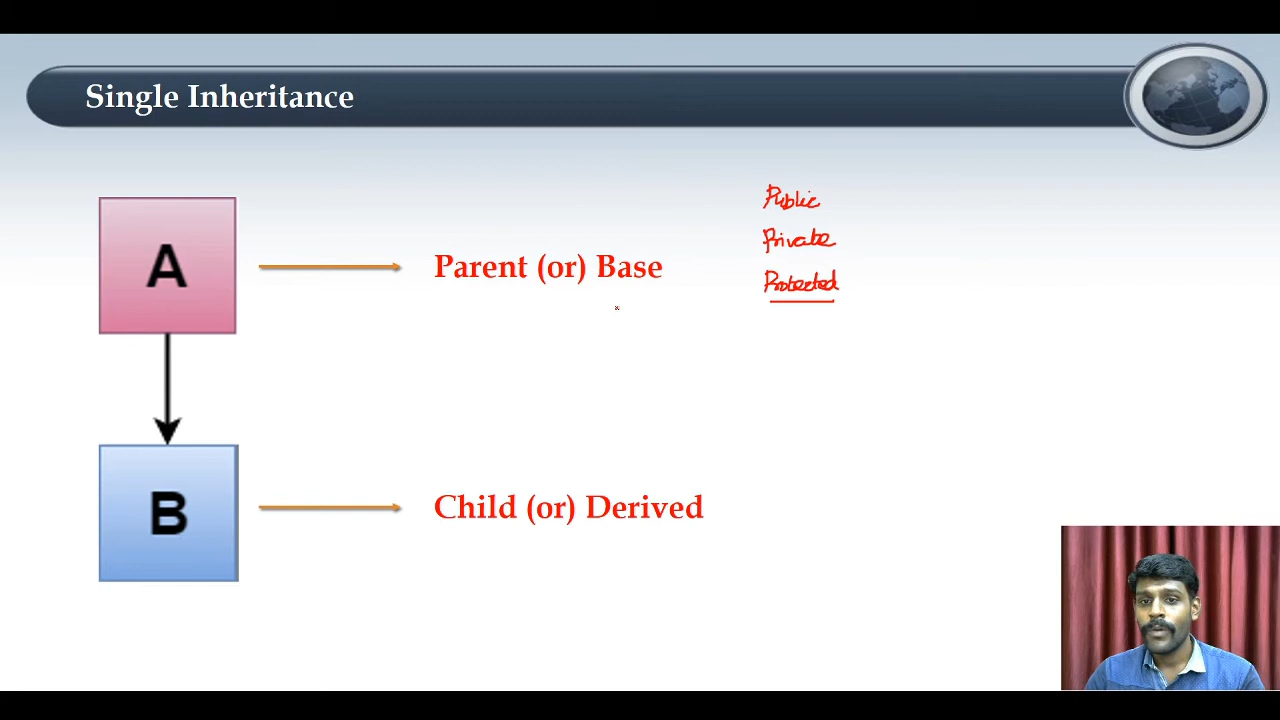 Single Inheritance
Public
Private
Protected
A
Parent (or) Base
B
Child (or) Derived